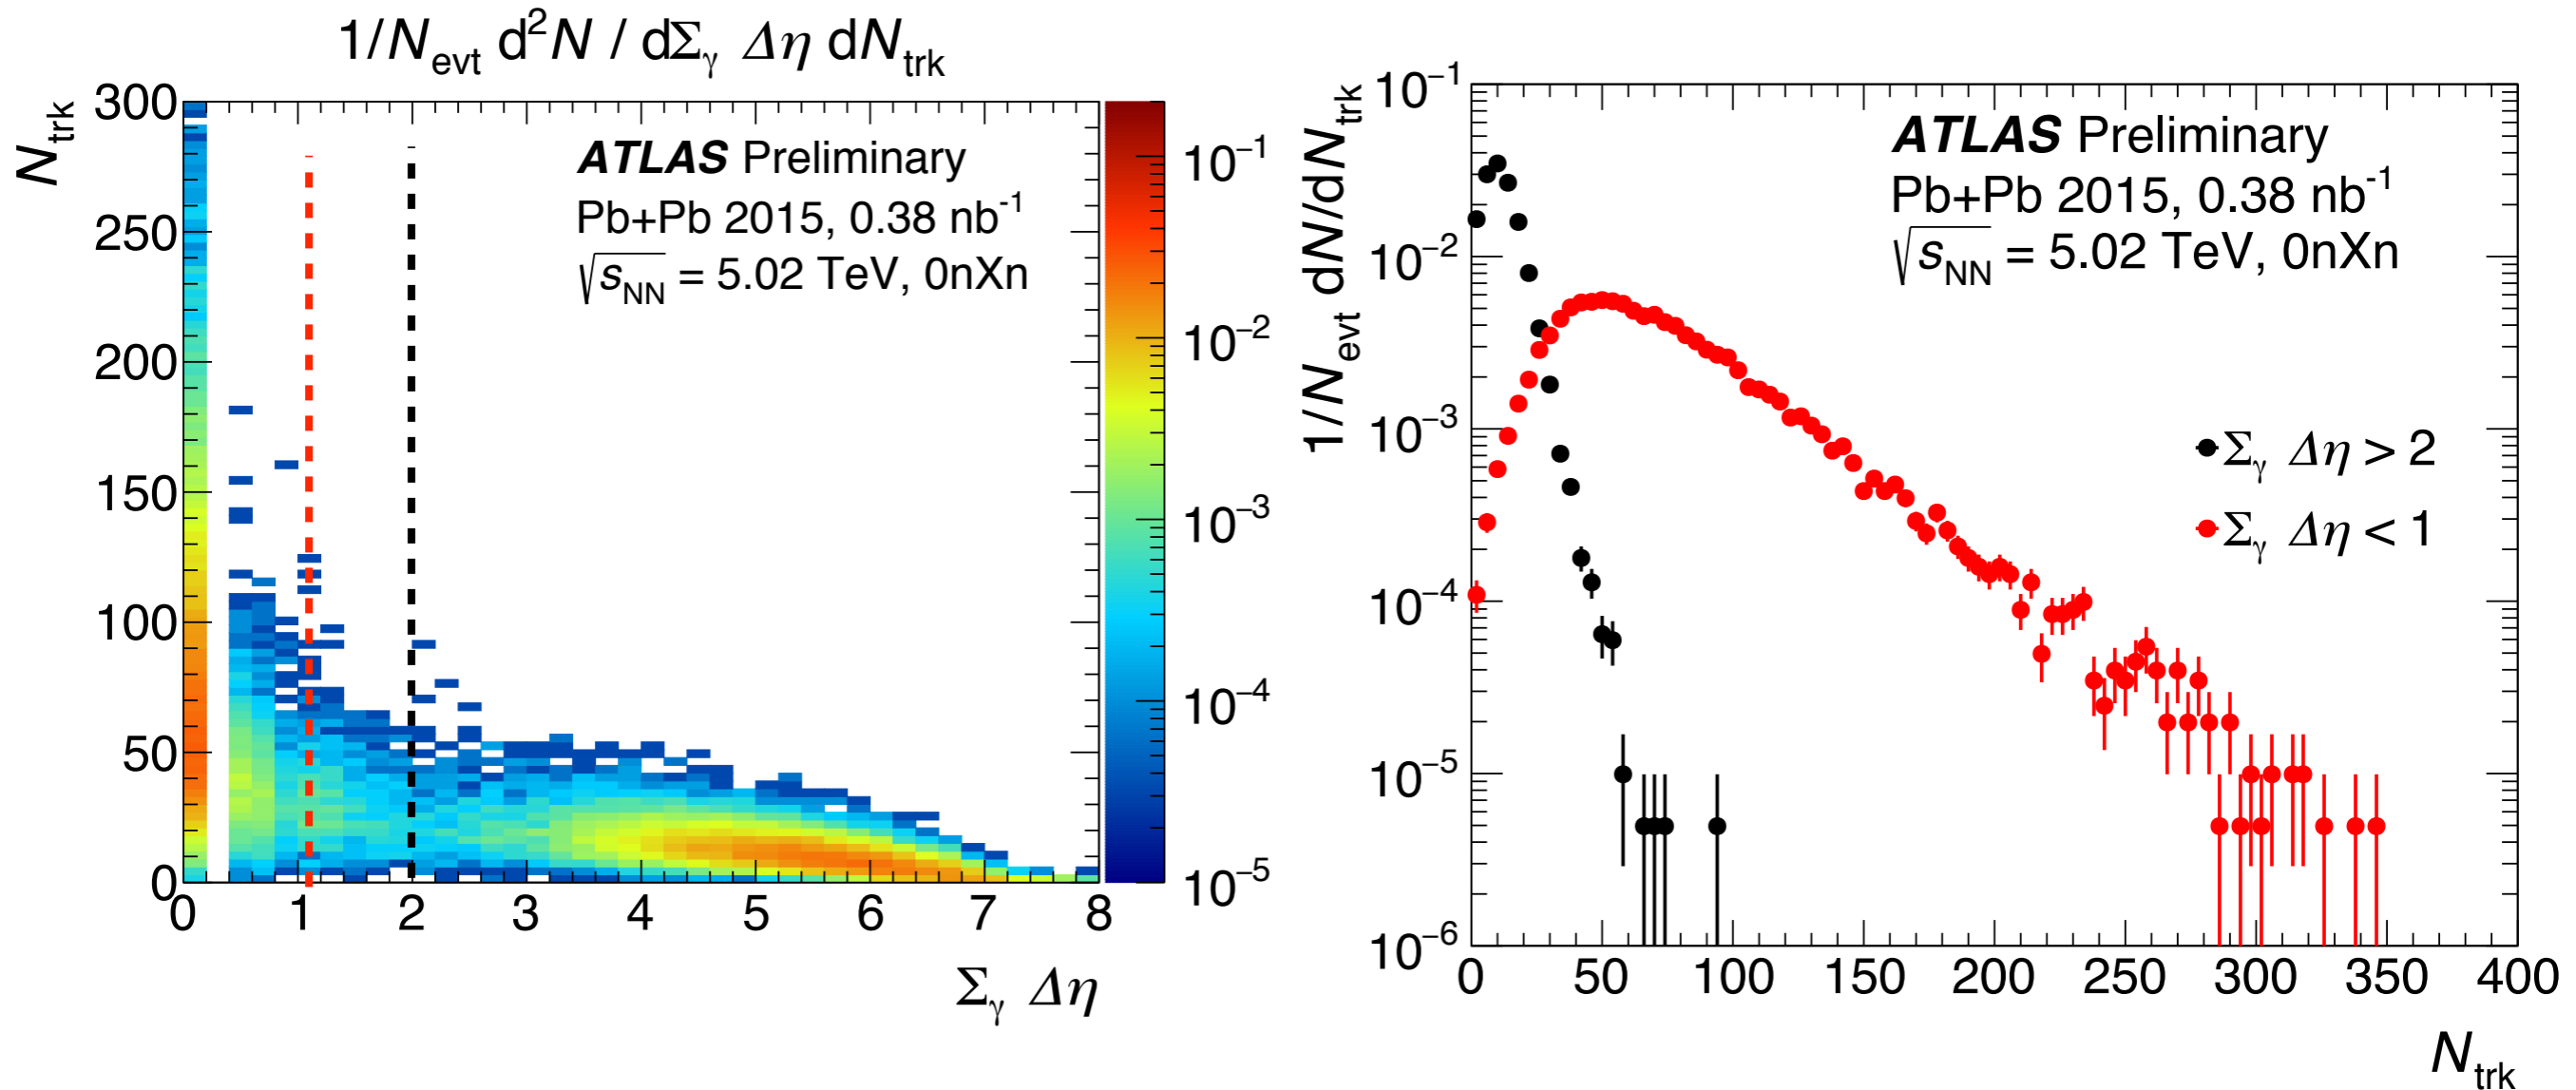 1/N_evt d²N / dΣ_γ Δη dN_trk
N_trk
300
250
200
150
100
50
0
ATLAS Preliminary
Pb+Pb 2015, 0.38 nb⁻¹
√s_NN = 5.02 TeV, 0nXn
0 1 2 3 4 5 6 7 8
Σ_γ Δη
10⁻¹
10⁻²
10⁻³
10⁻⁴
10⁻⁵
1/N_evt dN/dN_trk
10⁻¹
10⁻²
10⁻³
10⁻⁴
10⁻⁵
10⁻⁶
ATLAS Preliminary
Pb+Pb 2015, 0.38 nb⁻¹
√s_NN = 5.02 TeV, 0nXn
Σ_γ Δη > 2
Σ_γ Δη < 1
0 50 100 150 200 250 300 350 400
N_trk